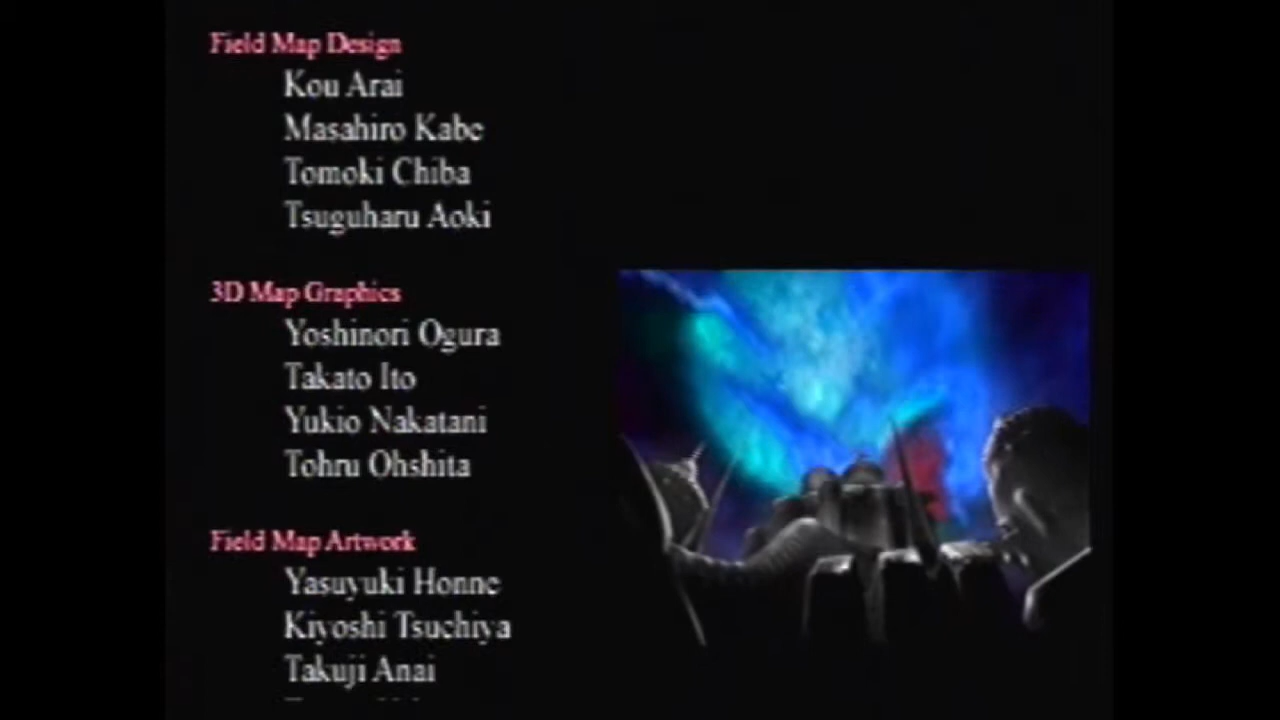 Field Map Design
Kou Arai
Masahiro Kabe
Tomoki Chiba
Tsuguharu Aoki
3D Map Graphics
Yoshinori Ogura
Takato Ito
Yukio Nakatani
Tohru Ohshita
Field Map Artwork
Yasuyuki Honne
Kiyoshi Tsuchiya
Takuji Anai